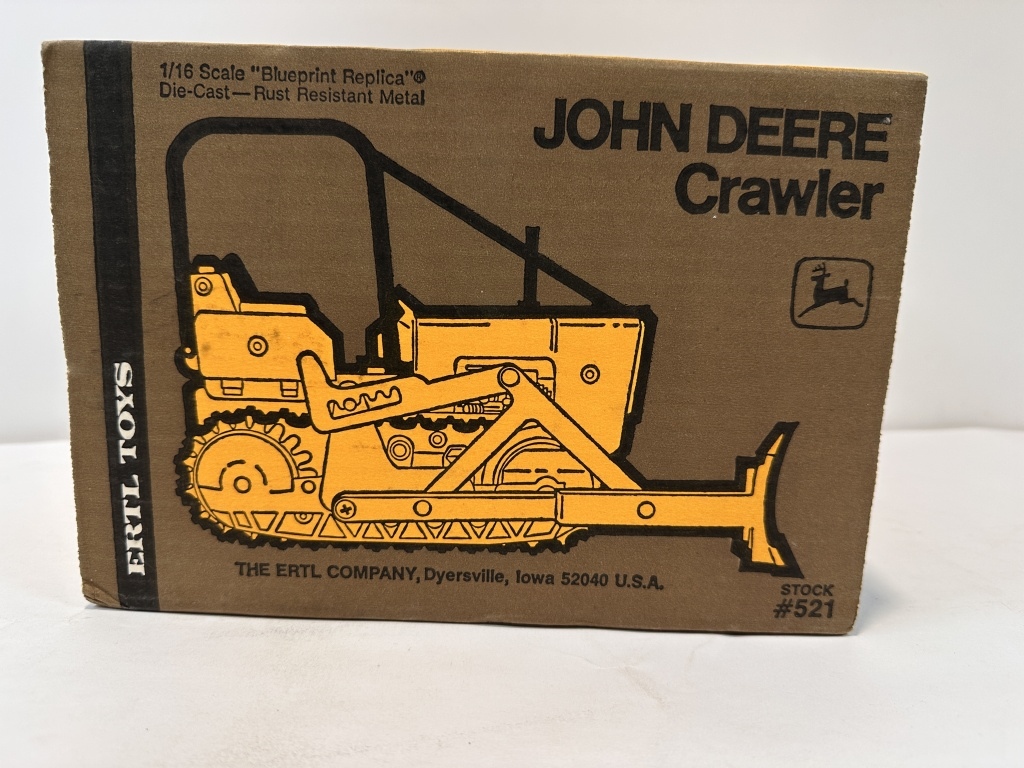 1/16 Scale "Blueprint Replica"®
Die-Cast—Rust Resistant Metal
JOHN DEERE
Crawler
ERTL TOYS
THE ERTL COMPANY, Dyersville, Iowa 52040 U.S.A.
STOCK
#521